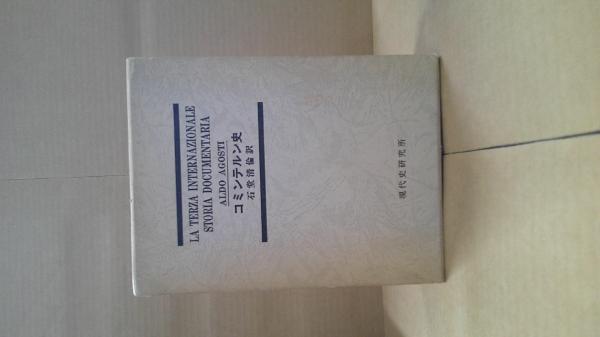 LA TERZA INTERNAZIONALE
STORIA DOCUMENTARIA
ALDO AGOSTI
コミンテルン史
石堂清倫訳
現代史研究所